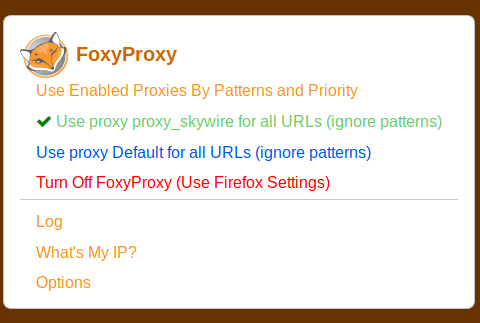 FoxyProxy
Use Enabled Proxies By Patterns and Priority
Use proxy proxy_skywire for all URLs (ignore patterns)
Use proxy Default for all URLs (ignore patterns)
Turn Off FoxyProxy (Use Firefox Settings)
Log
What's My IP?
Options